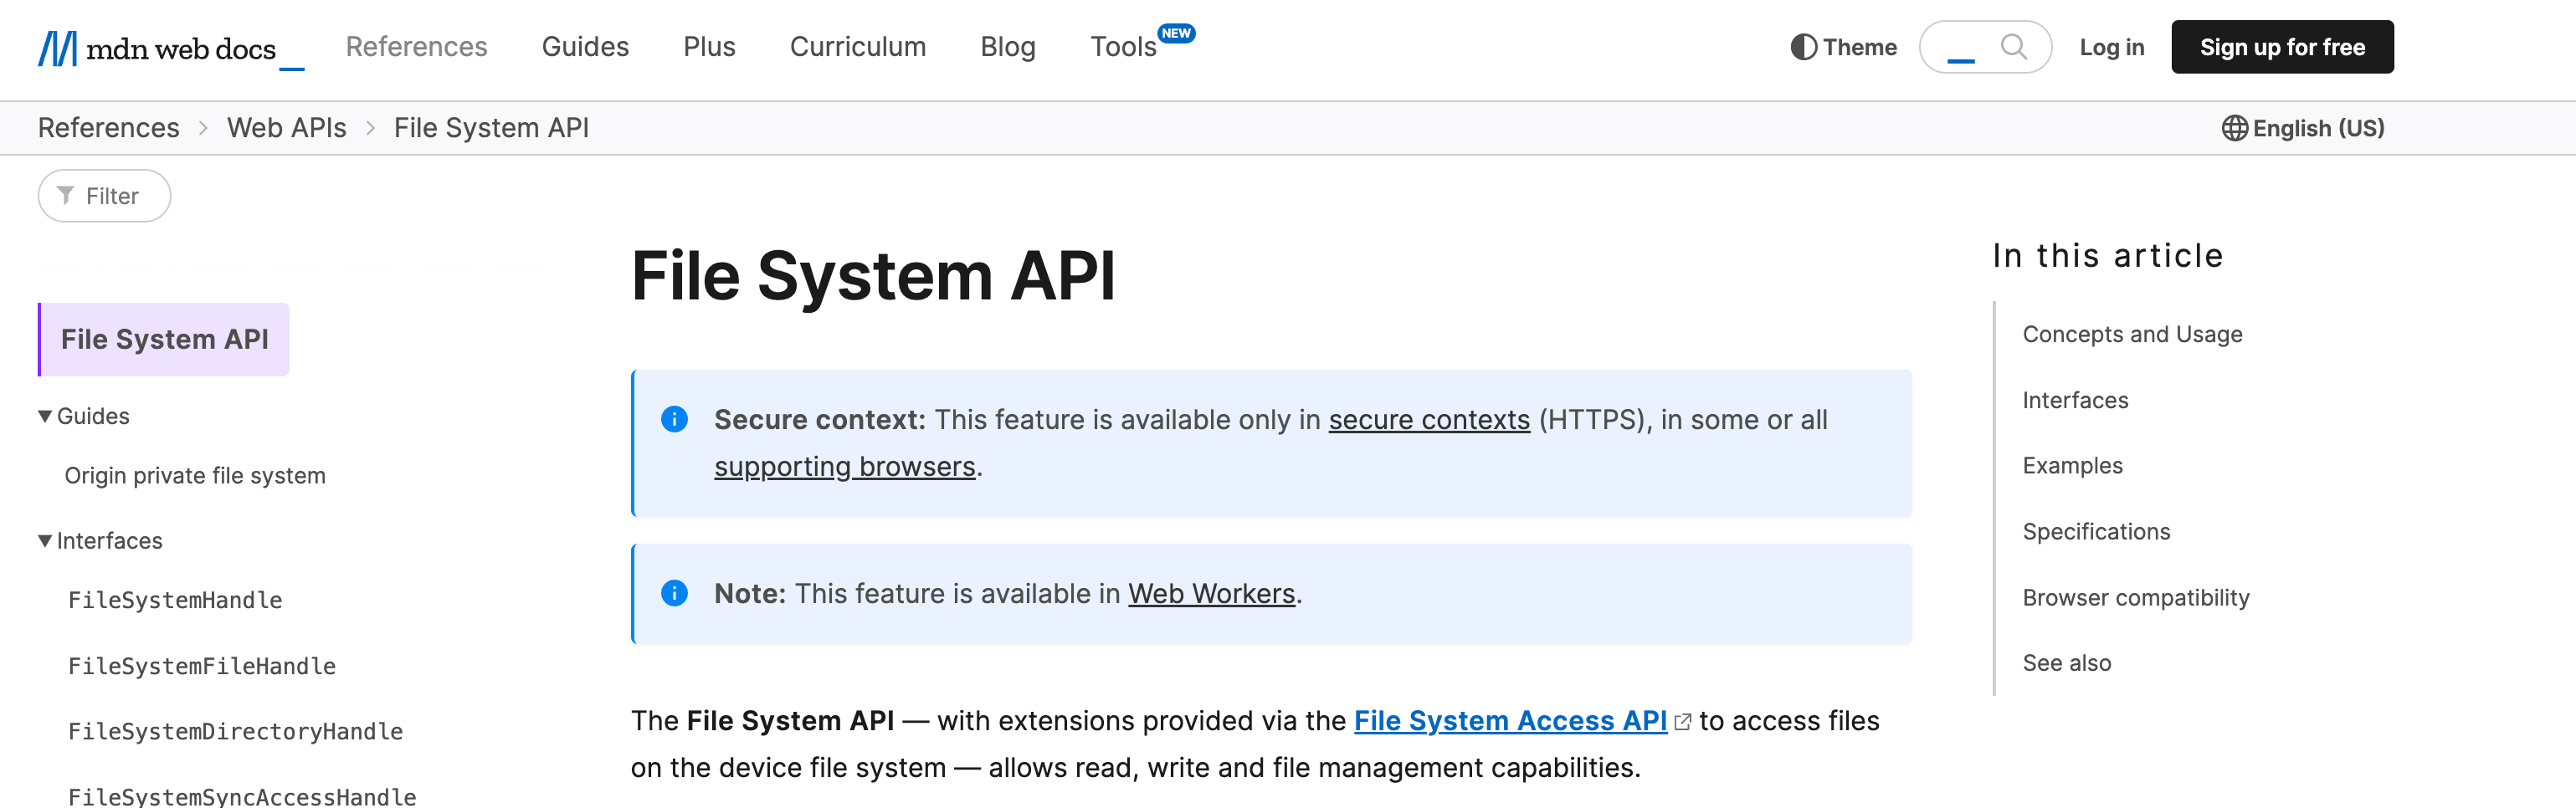 mdn web docs_
References
Guides
Plus
Curriculum
Blog
Tools NEW
Theme
Log in
Sign up for free
References > Web APIs > File System API
English (US)
Filter
File System API
Guides
Origin private file system
Interfaces
FileSystemHandle
FileSystemFileHandle
FileSystemDirectoryHandle
FileSystemSyncAccessHandle
File System API
Secure context: This feature is available only in secure contexts (HTTPS), in some or all
supporting browsers.
Note: This feature is available in Web Workers.
The File System API — with extensions provided via the File System Access API to access files
on the device file system — allows read, write and file management capabilities.
In this article
Concepts and Usage
Interfaces
Examples
Specifications
Browser compatibility
See also